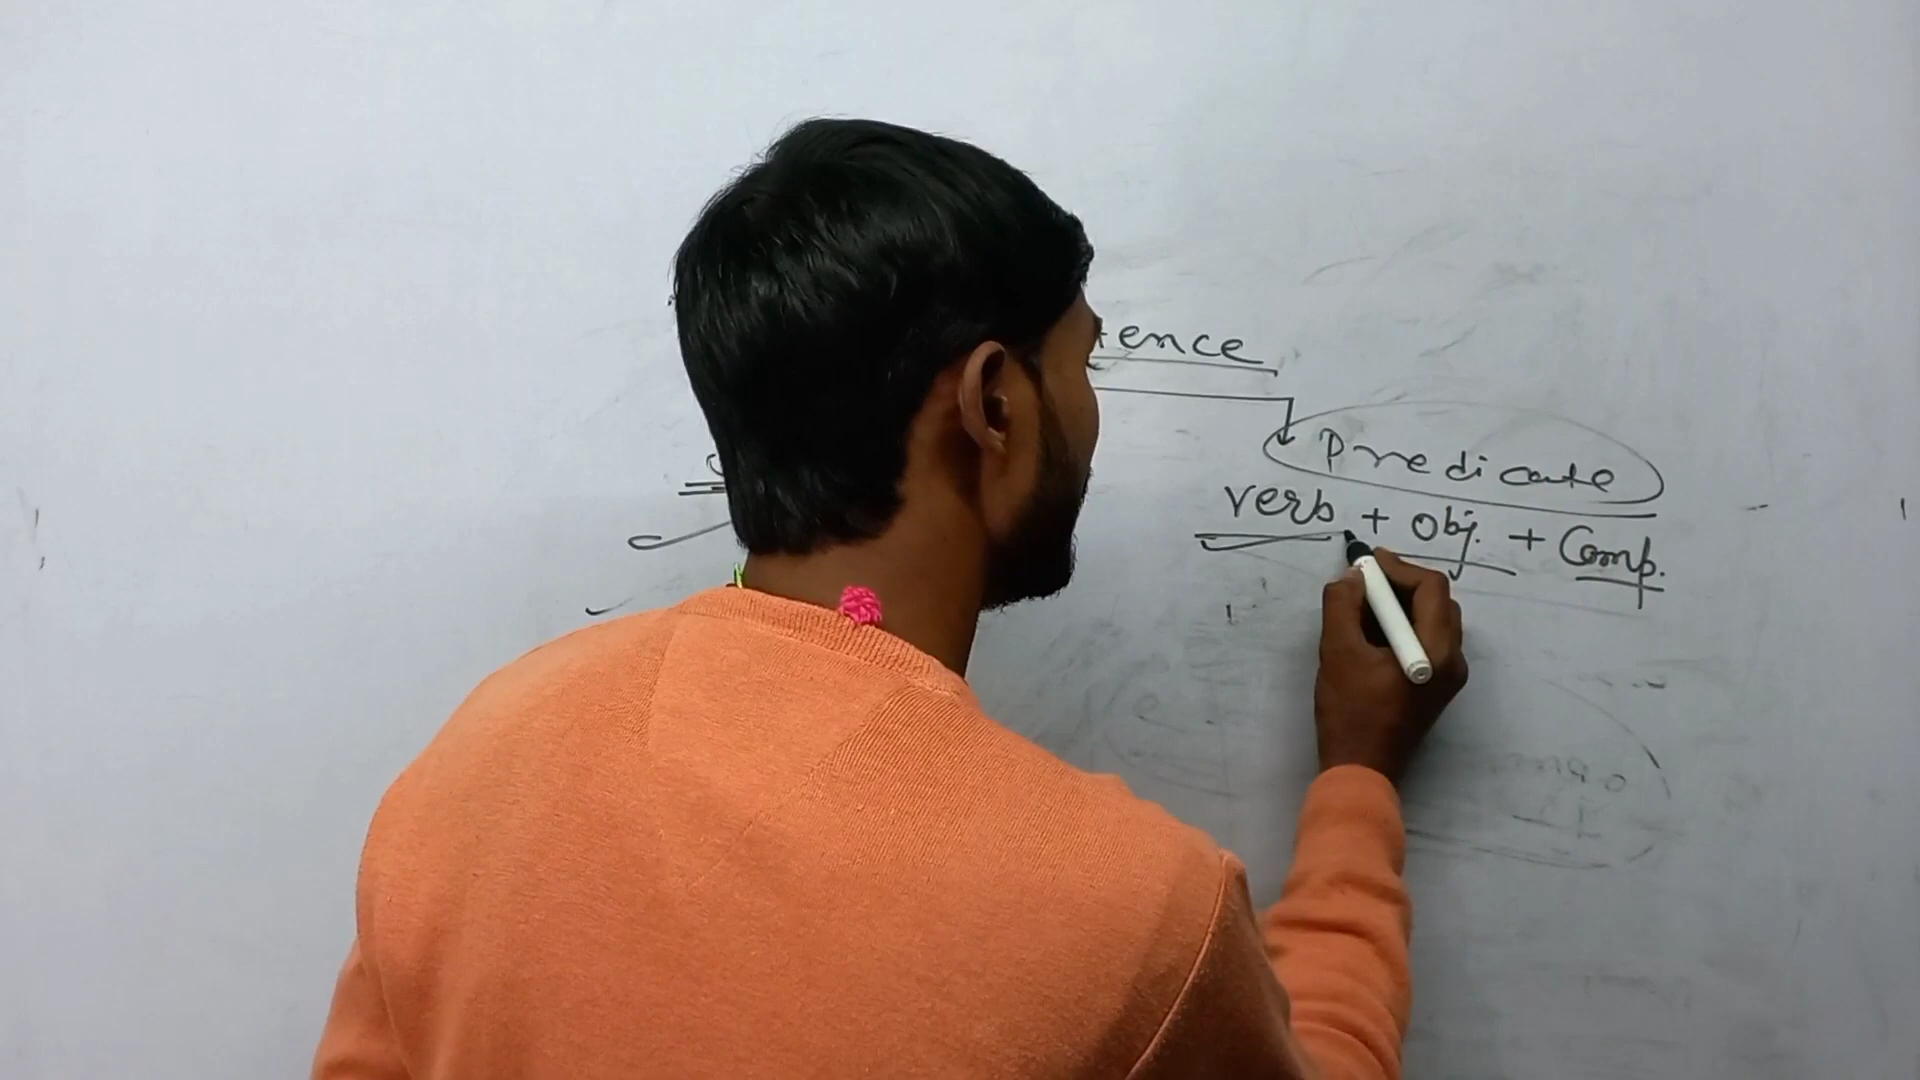 tence
Predicate
verb + obj. + Comp.